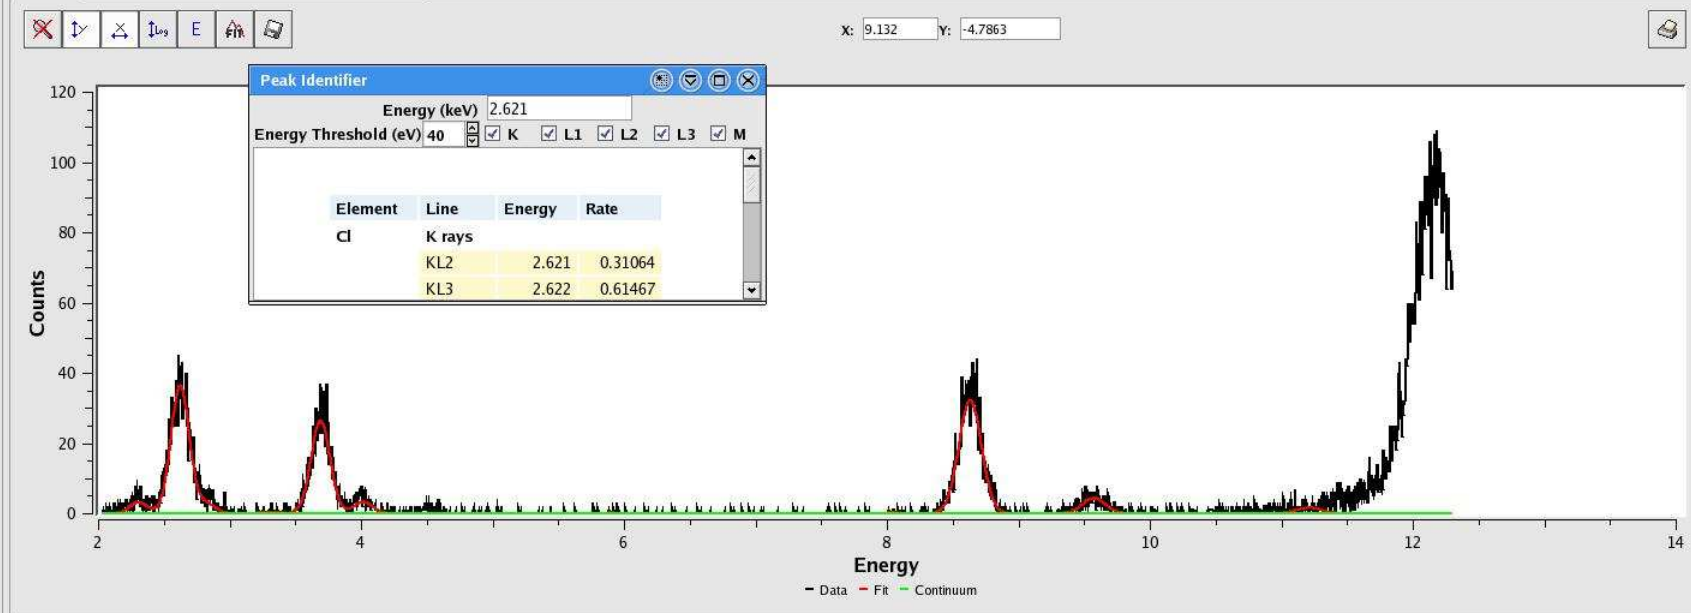 Log E FIT X: 9.132 Y: -4.7863
Peak Identifier
Energy (keV) 2.621
Energy Threshold (eV) 40 K L1 L2 L3 M
Element Line Energy Rate
Cl K rays
KL2 2.621 0.31064
KL3 2.622 0.61467
120
100
80
60
40
20
0
Counts
2 4 6 8 10 12 14
Energy
Data Fit Continuum